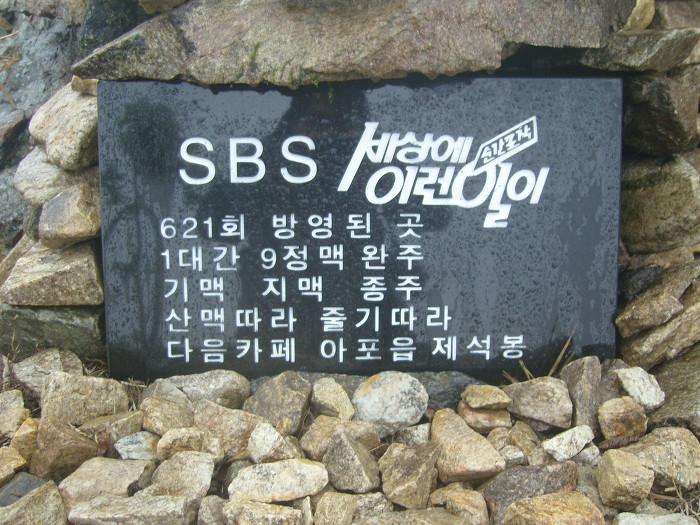 SBS 순간포착 세상에 이런일이
621회 방영된 곳
1대간 9정맥 완주
기맥 지맥 종주
산맥따라 줄기따라
다음카페 아포읍 제석봉